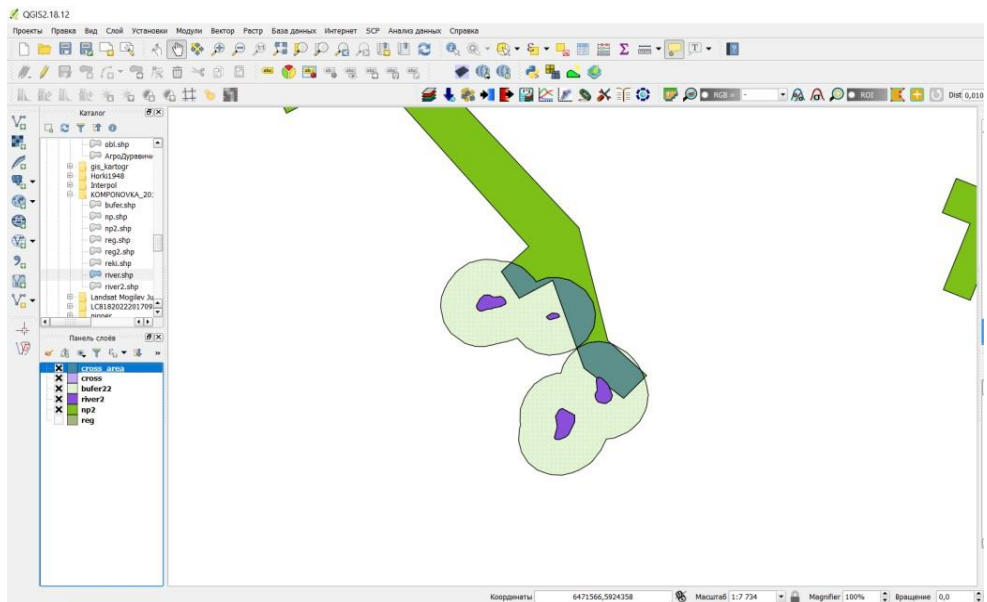 QGIS2.18.12
Проекты Правка Вид Слой Установки Модули Вектор Растр База данных Интернет SCP Анализ данных Справка
RGB = -
ROI
Dist 0,010
Каталог
obl.shp
gis_kartogr
Horki1948
Interpol
KOMPONOVKA_20:
bufer.shp
np.shp
np2.shp
reg.shp
reg2.shp
reki.shp
river.shp
river2.shp
Landsat Mogilev Ju
Панель слоёв
cross_area
cross
bufer22
river2
np2
reg
Координаты 6471566,5924358 Масштаб 1:7 734 Magnifier 100% Вращение 0,0